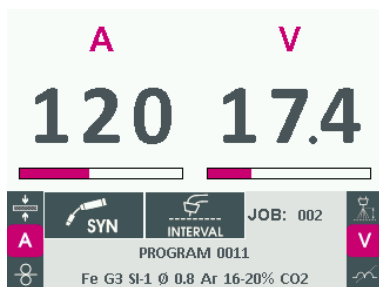 A V
120 17.4
SYN INTERVAL JOB: 002
A V
PROGRAM 0011
Fe G3 SI-1 Ø 0.8 Ar 16-20% CO2